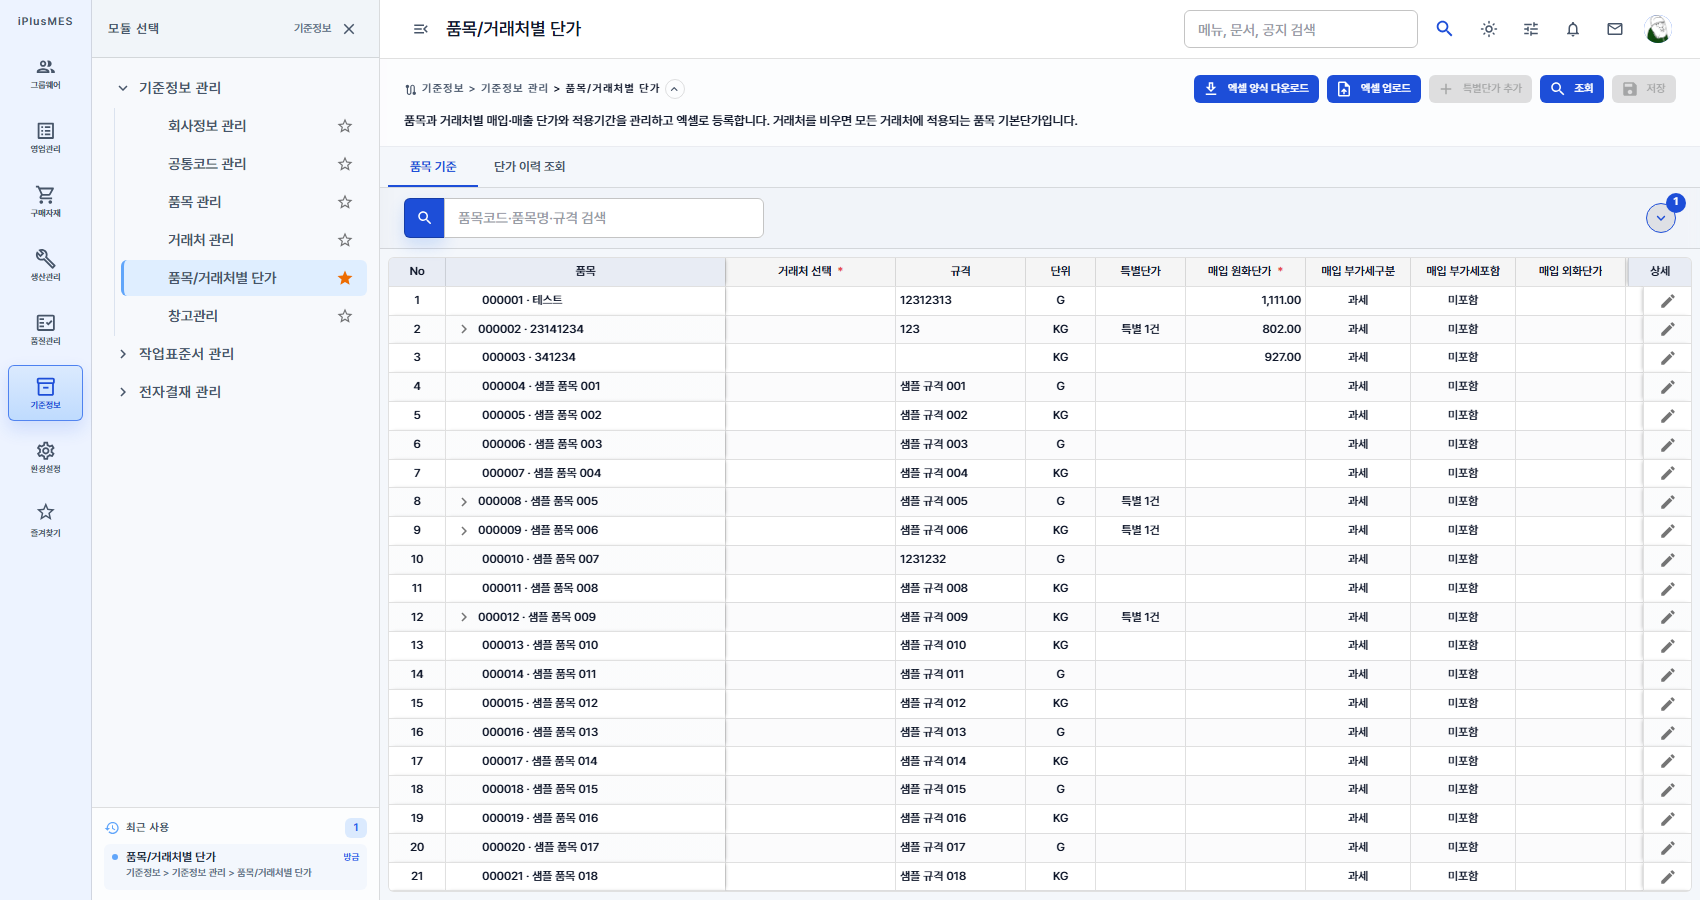 iPlusMES
그룹웨어
영업관리
구매자재
생산관리
품질관리
기준정보
환경설정
즐겨찾기
모듈 선택
기준정보
기준정보 관리
회사정보 관리
공통코드 관리
품목 관리
거래처 관리
품목/거래처별 단가
창고관리
작업표준서 관리
전자결재 관리
최근 사용 1
품목/거래처별 단가 방금
기준정보 > 기준정보 관리 > 품목/거래처별 단가
품목/거래처별 단가
메뉴, 문서, 공지 검색
기준정보 > 기준정보 관리 > 품목/거래처별 단가
엑셀 양식 다운로드
엑셀 업로드
특별단가 추가
조회
저장
품목과 거래처별 매입·매출 단가와 적용기간을 관리하고 엑셀로 등록합니다. 거래처를 비우면 모든 거래처에 적용되는 품목 기본단가입니다.
품목 기준 단가 이력 조회
품목코드·품목명·규격 검색
1
No 품목 거래처 선택 * 규격 단위 특별단가 매입 원화단가 * 매입 부가세구분 매입 부가세포함 매입 외화단가 상세
1 000001 · 테스트 12312313 G 1,111.00 과세 미포함
2 000002 · 23141234 123 KG 특별 1건 802.00 과세 미포함
3 000003 · 341234 KG 927.00 과세 미포함
4 000004 · 샘플 품목 001 샘플 규격 001 G 과세 미포함
5 000005 · 샘플 품목 002 샘플 규격 002 KG 과세 미포함
6 000006 · 샘플 품목 003 샘플 규격 003 G 과세 미포함
7 000007 · 샘플 품목 004 샘플 규격 004 KG 과세 미포함
8 000008 · 샘플 품목 005 샘플 규격 005 G 특별 1건 과세 미포함
9 000009 · 샘플 품목 006 샘플 규격 006 KG 특별 1건 과세 미포함
10 000010 · 샘플 품목 007 1231232 G 과세 미포함
11 000011 · 샘플 품목 008 샘플 규격 008 KG 과세 미포함
12 000012 · 샘플 품목 009 샘플 규격 009 KG 특별 1건 과세 미포함
13 000013 · 샘플 품목 010 샘플 규격 010 KG 과세 미포함
14 000014 · 샘플 품목 011 샘플 규격 011 G 과세 미포함
15 000015 · 샘플 품목 012 샘플 규격 012 KG 과세 미포함
16 000016 · 샘플 품목 013 샘플 규격 013 G 과세 미포함
17 000017 · 샘플 품목 014 샘플 규격 014 KG 과세 미포함
18 000018 · 샘플 품목 015 샘플 규격 015 G 과세 미포함
19 000019 · 샘플 품목 016 샘플 규격 016 KG 과세 미포함
20 000020 · 샘플 품목 017 샘플 규격 017 G 과세 미포함
21 000021 · 샘플 품목 018 샘플 규격 018 KG 과세 미포함